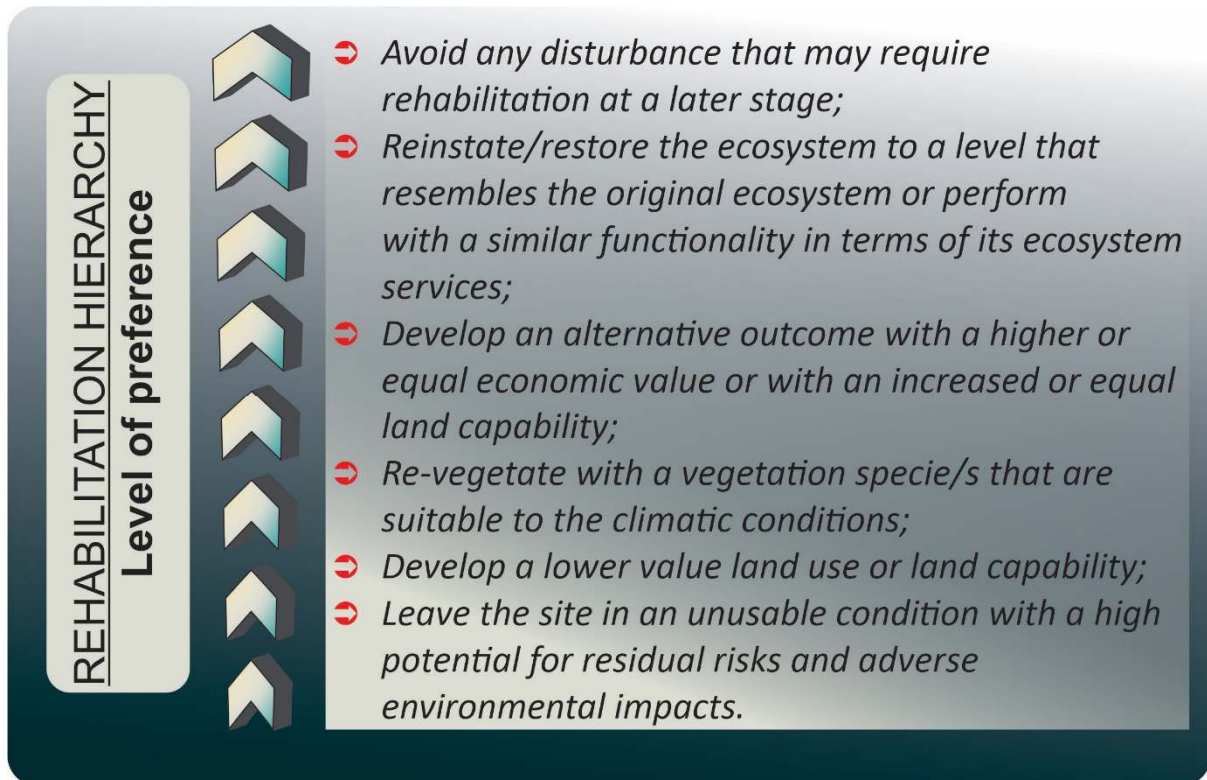 REHABILITATION HIERARCHY
Level of preference
Avoid any disturbance that may require
rehabilitation at a later stage;
Reinstate/restore the ecosystem to a level that
resembles the original ecosystem or perform
with a similar functionality in terms of its ecosystem
services;
Develop an alternative outcome with a higher or
equal economic value or with an increased or equal
land capability;
Re-vegetate with a vegetation specie/s that are
suitable to the climatic conditions;
Develop a lower value land use or land capability;
Leave the site in an unusable condition with a high
potential for residual risks and adverse
environmental impacts.